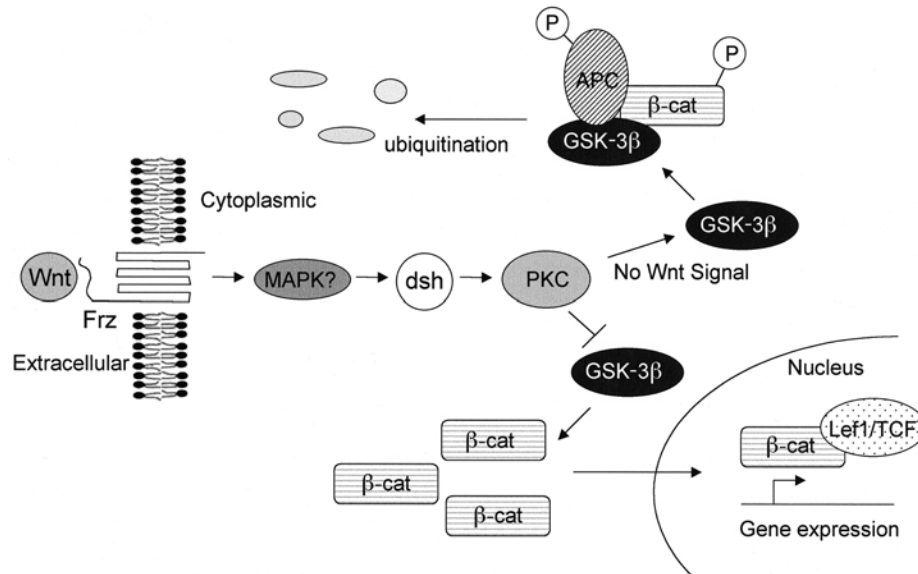 P
P
APC
β-cat
GSK-3β
ubiquitination
Cytoplasmic
GSK-3β
Wnt
MAPK?
dsh
PKC
No Wnt Signal
Frz
Extracellular
GSK-3β
Nucleus
β-cat
Lef1/TCF
β-cat
β-cat
β-cat
Gene expression